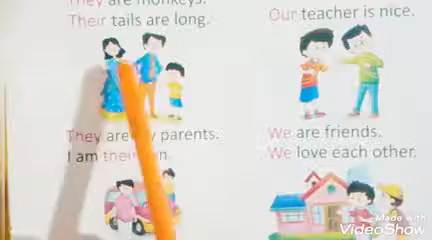 They are monkeys.
Their tails are long.
Our teacher is nice.
They are parents.
I am their
We are friends.
We love each other.
Made with
VideoShow